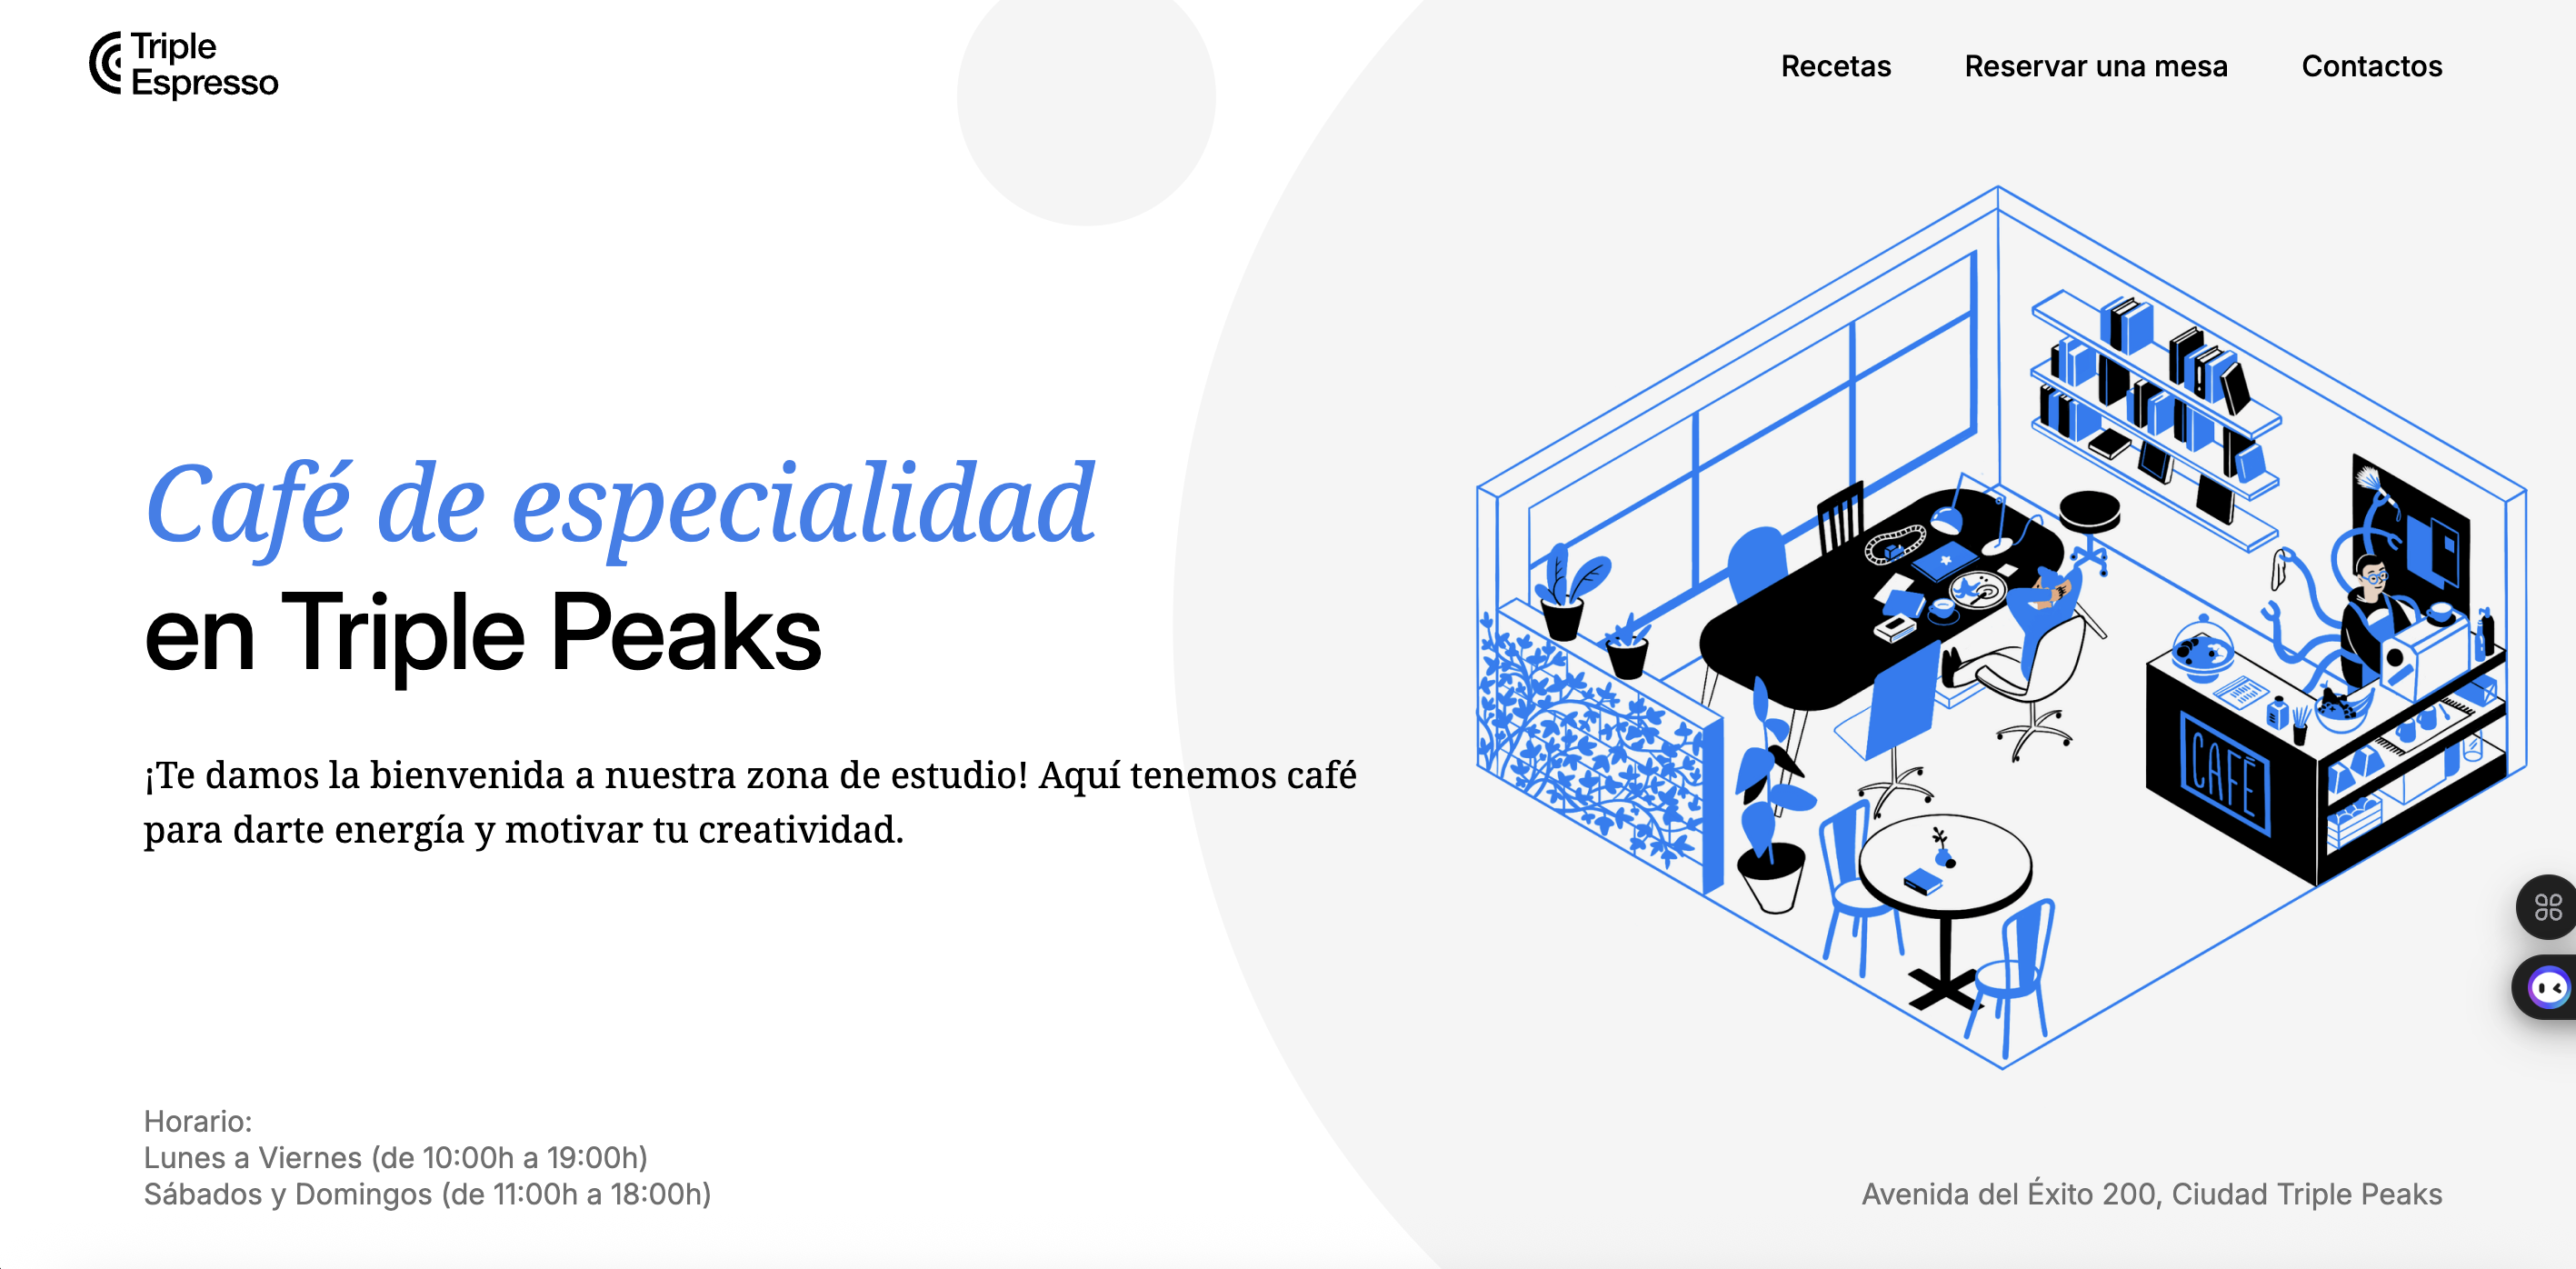 Triple
Espresso
Recetas
Reservar una mesa
Contactos
Café de especialidad
en Triple Peaks
¡Te damos la bienvenida a nuestra zona de estudio! Aquí tenemos café
para darte energía y motivar tu creatividad.
CAFÉ
Horario:
Lunes a Viernes (de 10:00h a 19:00h)
Sábados y Domingos (de 11:00h a 18:00h)
Avenida del Éxito 200, Ciudad Triple Peaks